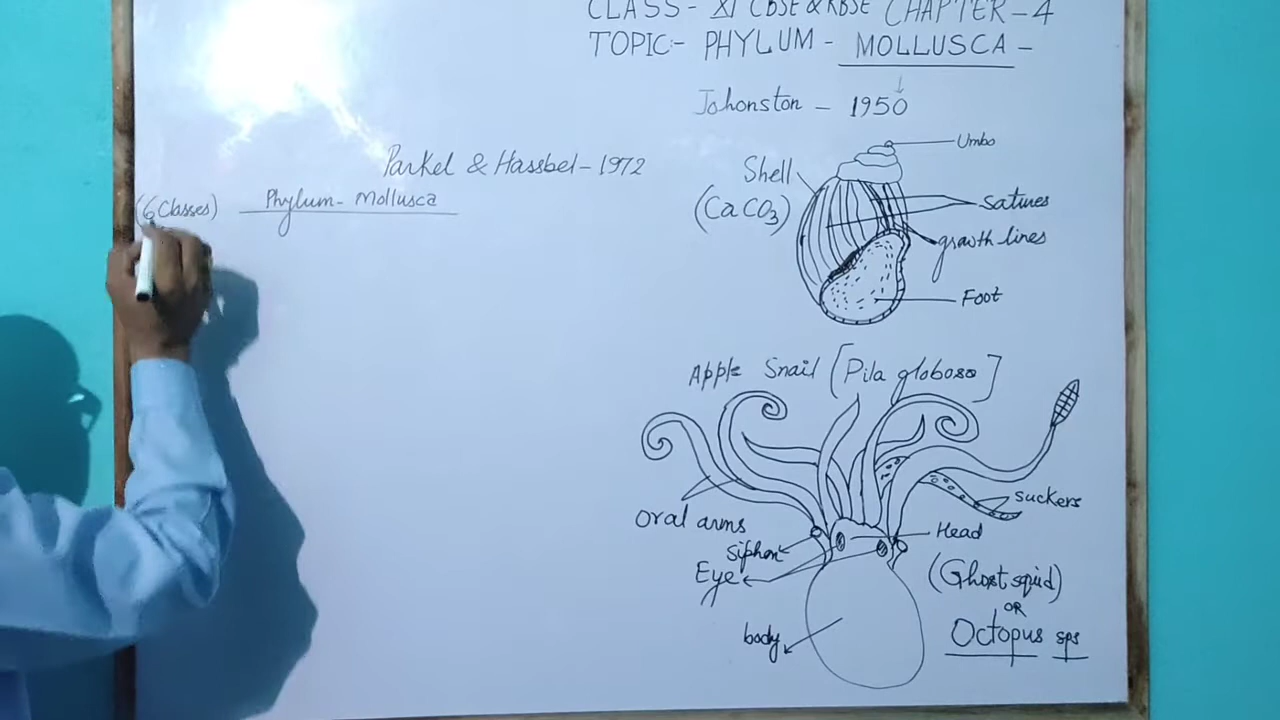 CLASS - XI CBSE & RBSE CHAPTER - 4
TOPIC:- PHYLUM - MOLLUSCA -
Johonston - 1950
Parkel & Hassbel - 1972
(6 Classes) Phylum - Mollusca
Umbo
Shell
(CaCO3)
Satures
growth lines
Foot
Apple Snail [Pila globosa]
Suckers
Oral arms
Siphon
Head
Eye
(Ghost squid)
OR
Octopus sps
body